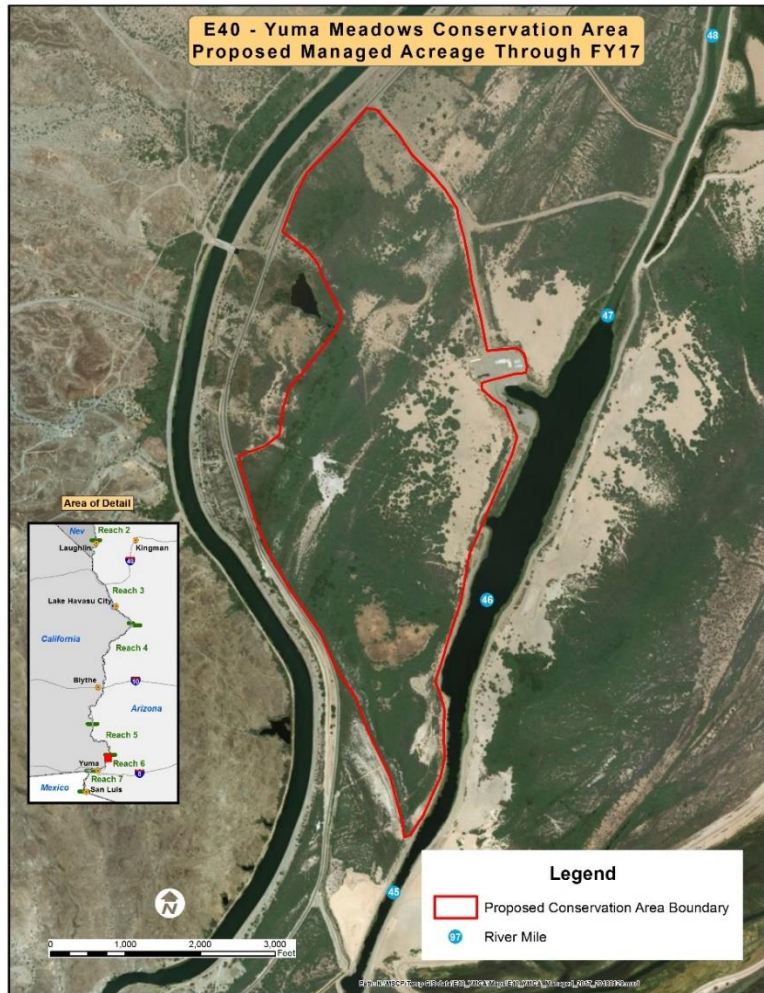 E40 - Yuma Meadows Conservation Area
Proposed Managed Acreage Through FY17
48
47
46
Area of Detail
Nev
Reach 2
Laughlin
Kingman
40
Reach 3
Lake Havasu City
California
Reach 4
Blythe
10
Arizona
Reach 5
Yuma
Reach 6
8
Reach 7
Mexico
San Luis
45
N
0 1,000 2,000 3,000
Feet
Legend
Proposed Conservation Area Boundary
97 River Mile